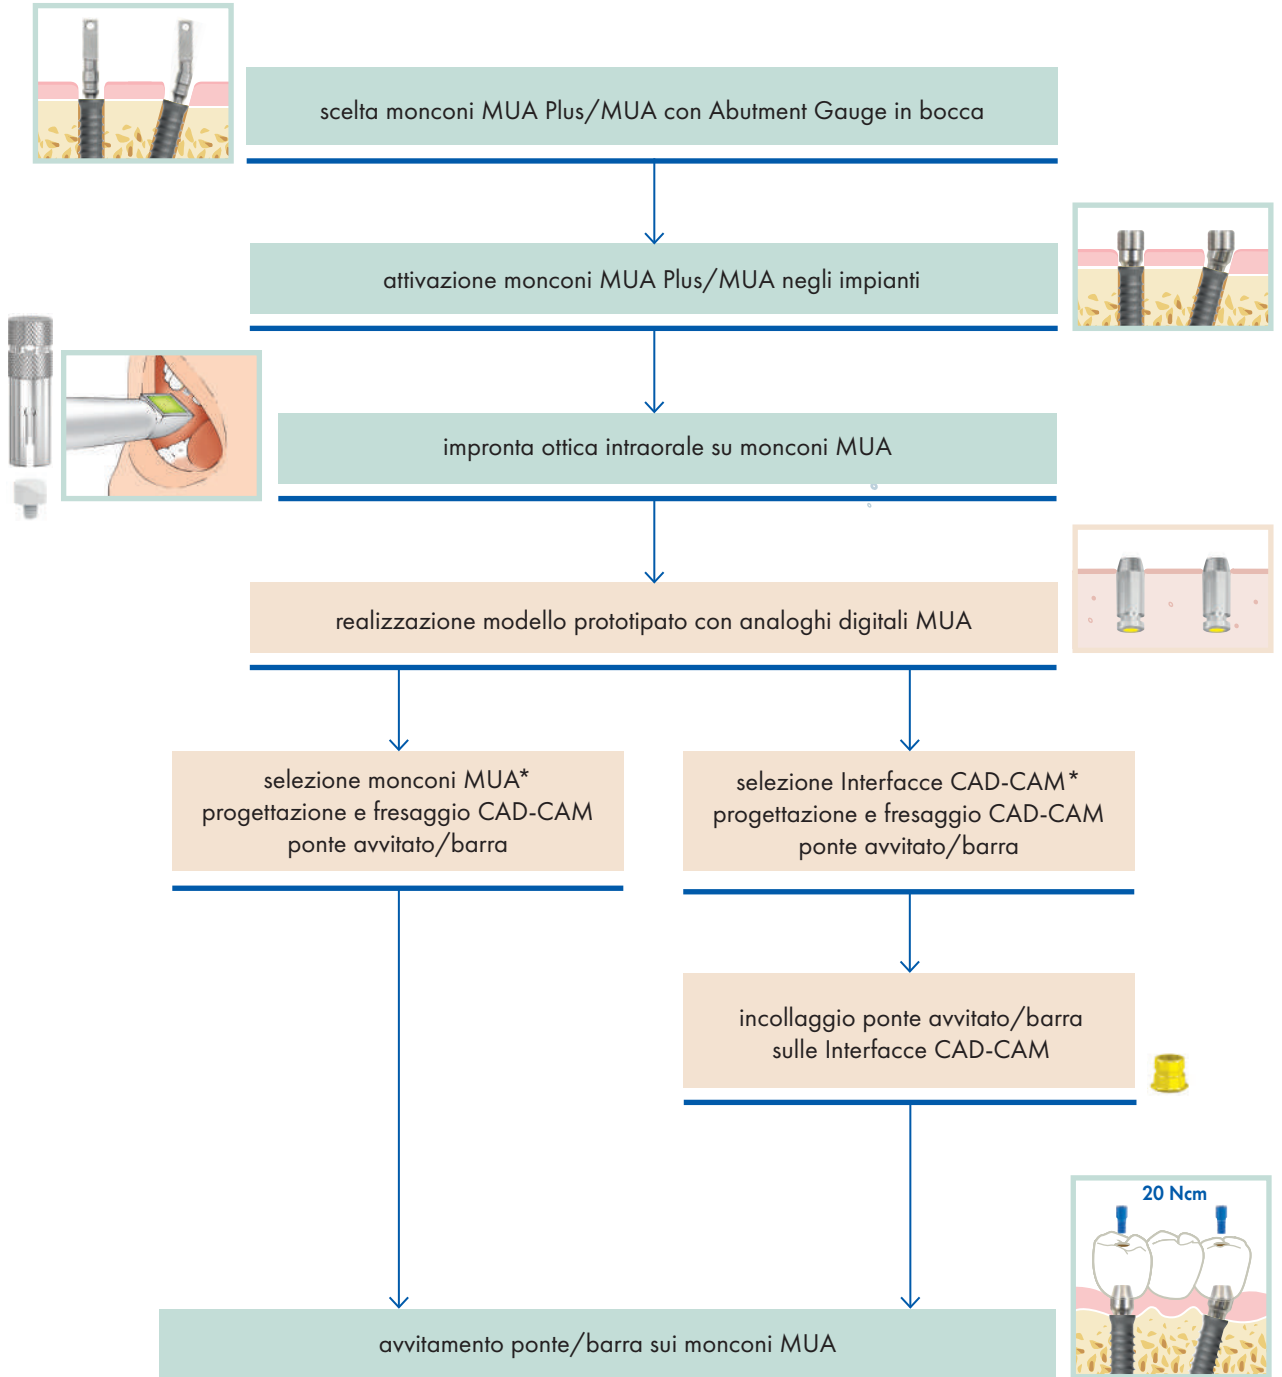 scelta monconi MUA Plus/MUA con Abutment Gauge in bocca
attivazione monconi MUA Plus/MUA negli impianti
impronta ottica intraorale su monconi MUA
realizzazione modello prototipato con analoghi digitali MUA
selezione monconi MUA*
progettazione e fresaggio CAD-CAM
ponte avvitato/barra
selezione Interfacce CAD-CAM*
progettazione e fresaggio CAD-CAM
ponte avvitato/barra
incollaggio ponte avvitato/barra
sulle Interfacce CAD-CAM
20 Ncm
avvitamento ponte/barra sui monconi MUA